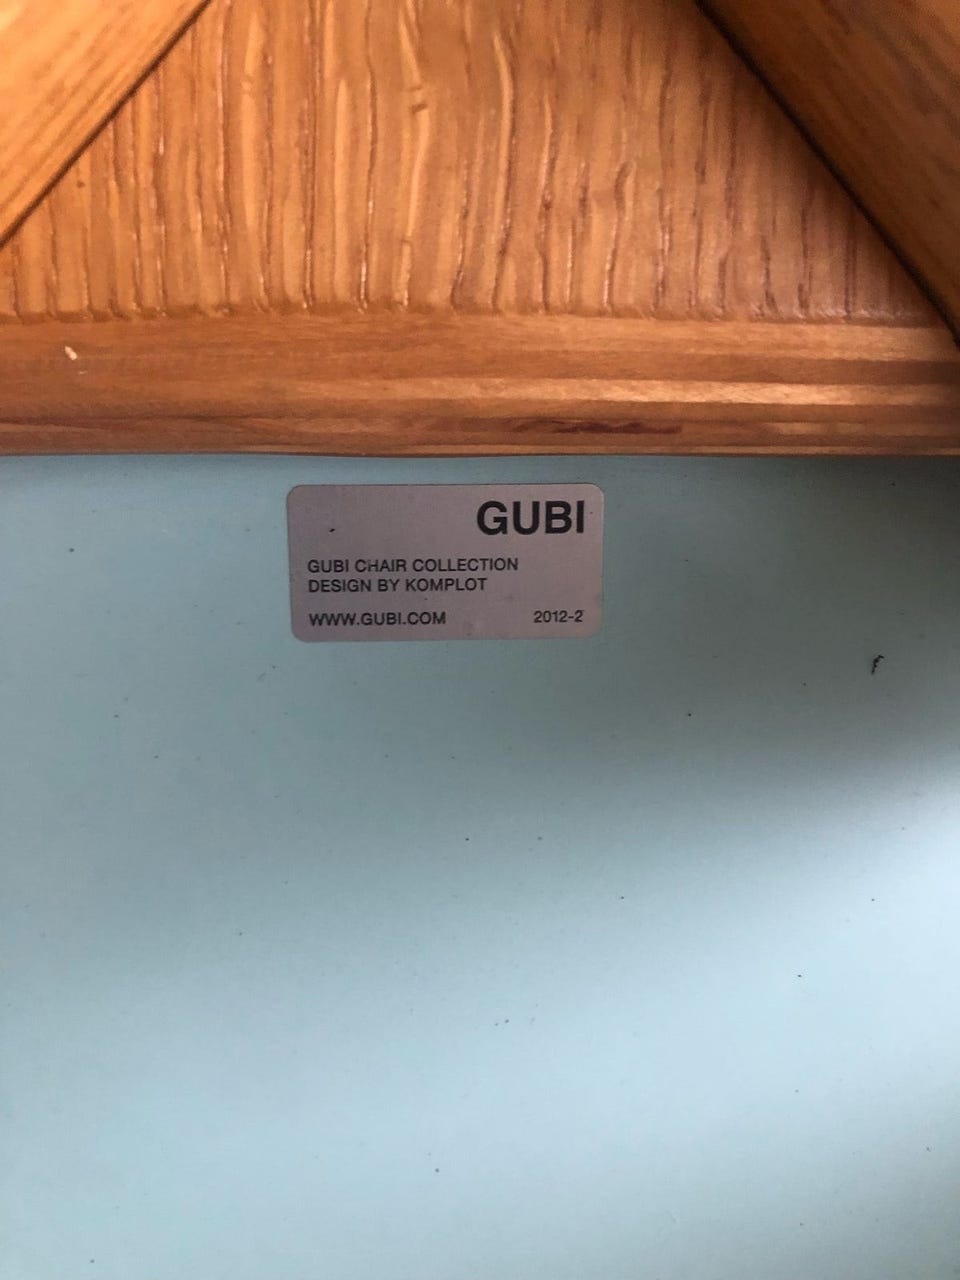 GUBI
GUBI CHAIR COLLECTION
DESIGN BY KOMPLOT
WWW.GUBI.COM 2012-2